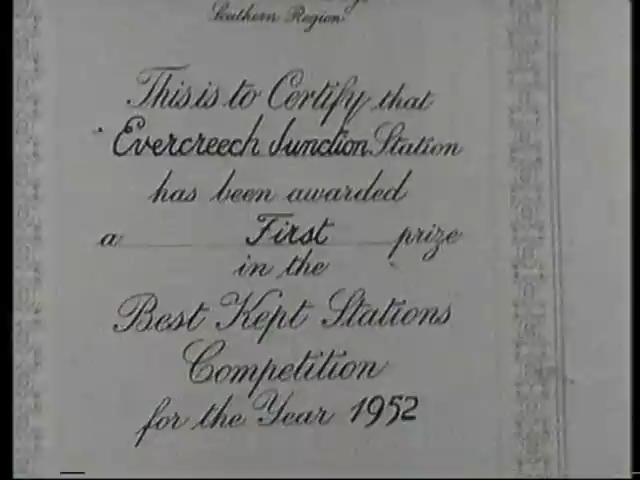 Southern Region
This is to Certify that
Evercreech Junction Station
has been awarded
a First prize
in the
Best Kept Stations
Competition
for the Year 1952